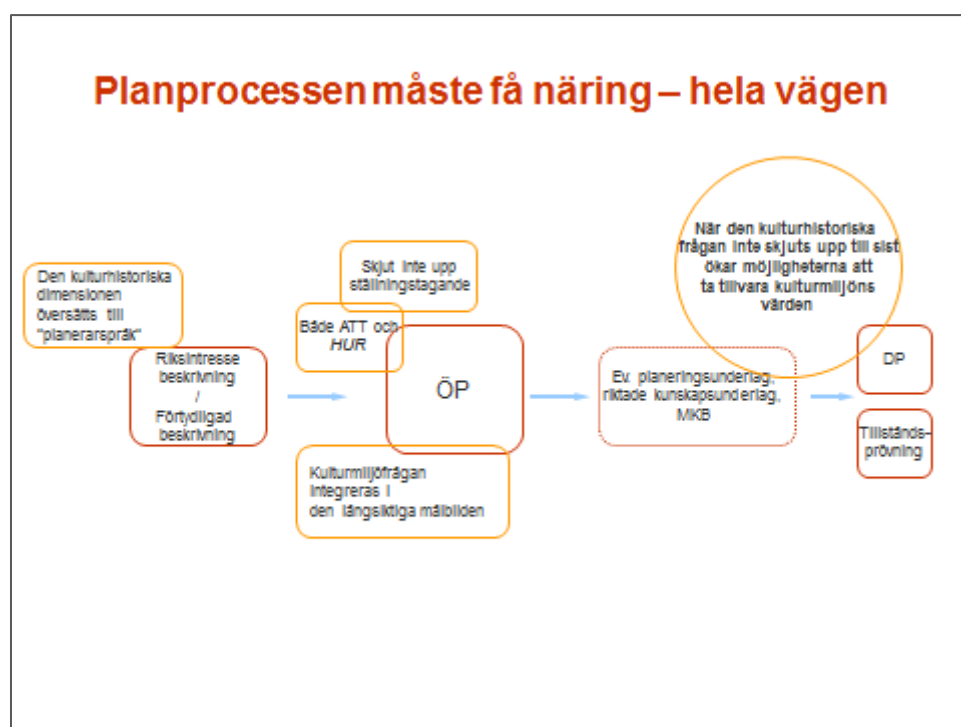 Planprocessen måste få näring – hela vägen
Den kulturhistoriska
dimensionen
översätts till
"planerarspråk"
Riksintresse
beskrivning
/
Förtydligad
beskrivning
Skjut inte upp
ställningstagande
Både ATT och
HUR
ÖP
Kulturmiljöfrågan
integreras i
den långsiktiga målbilden
Ev. planeringsunderlag,
riktade kunskapsunderlag,
MKB
När den kulturhistoriska
frågan inte skjuts upp till sist
ökar möjligheterna att
ta tillvara kulturmiljöns
värden
DP
Tillstånds–
prövning